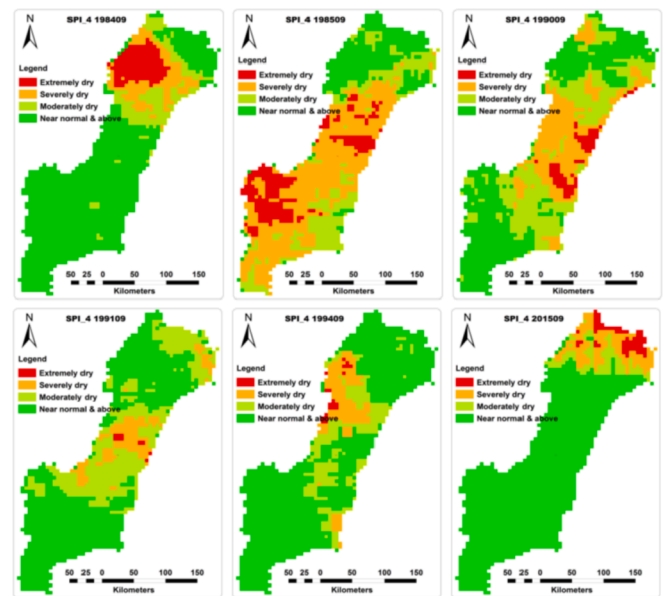 N
SPI_4 198409
Legend
Extremely dry
Severely dry
Moderately dry
Near normal & above
50 25 0 50 100 150
Kilometers
N
SPI_4 198509
Legend
Extremely dry
Severely dry
Moderately dry
Near normal & above
50 25 0 50 100 150
Kilometers
N
SPI_4 199009
Legend
Extremely dry
Severely dry
Moderately dry
Near normal & above
50 25 0 50 100 150
Kilometers
N
SPI_4 199109
Legend
Extremely dry
Severely dry
Moderately dry
Near normal & above
50 25 0 50 100 150
Kilometers
N
SPI_4 199409
Legend
Extremely dry
Severely dry
Moderately dry
Near normal & above
50 25 0 50 100 150
Kilometers
N
SPI_4 201509
Legend
Extremely dry
Severely dry
Moderately dry
Near normal & above
50 25 0 50 100 150
Kilometers